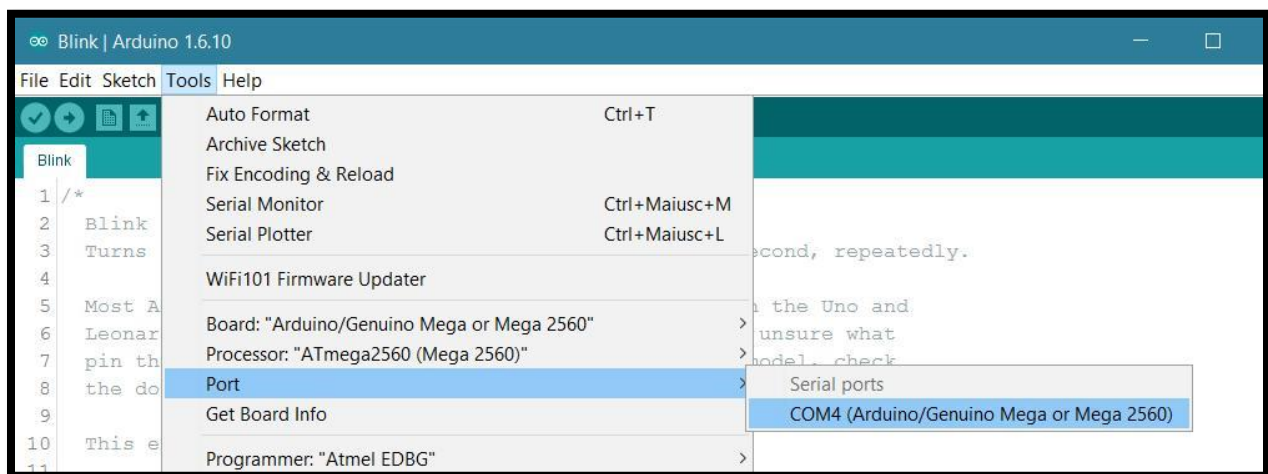 Blink | Arduino 1.6.10
File Edit Sketch Tools Help
Auto Format Ctrl+T
Archive Sketch
Fix Encoding & Reload
Serial Monitor Ctrl+Maiusc+M
Serial Plotter Ctrl+Maiusc+L
WiFi101 Firmware Updater
Board: "Arduino/Genuino Mega or Mega 2560"
Processor: "ATmega2560 (Mega 2560)"
Port
Get Board Info
Programmer: "Atmel EDBG"
Serial ports
COM4 (Arduino/Genuino Mega or Mega 2560)
Blink
1 /*
2 Blink
3 Turns econd, repeatedly.
4
5 Most A the Uno and
6 Leonar unsure what
7 pin th model, check
8 the do
9
10 This e
11